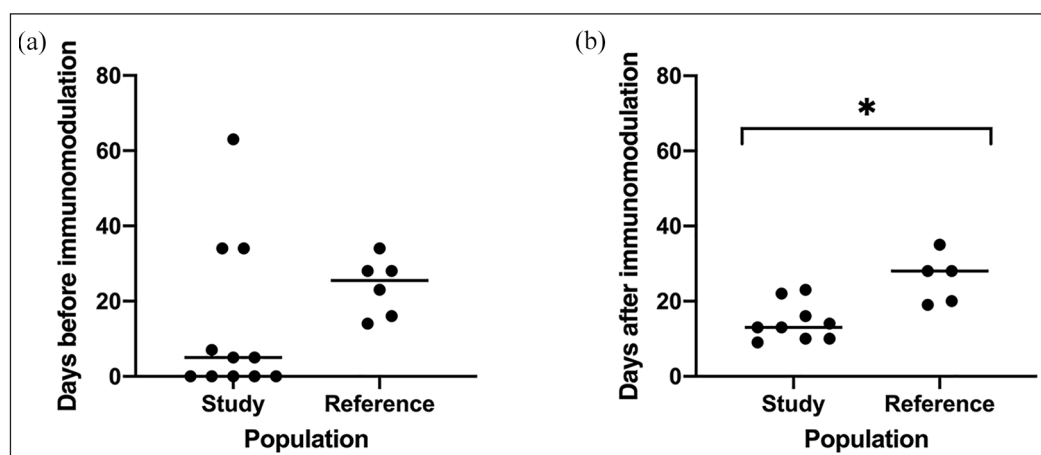 (a)
Days before immunomodulation
80
60
40
20
0
Study Reference
Population
(b)
Days after immunomodulation
80
60
40
20
0
*
Study Reference
Population